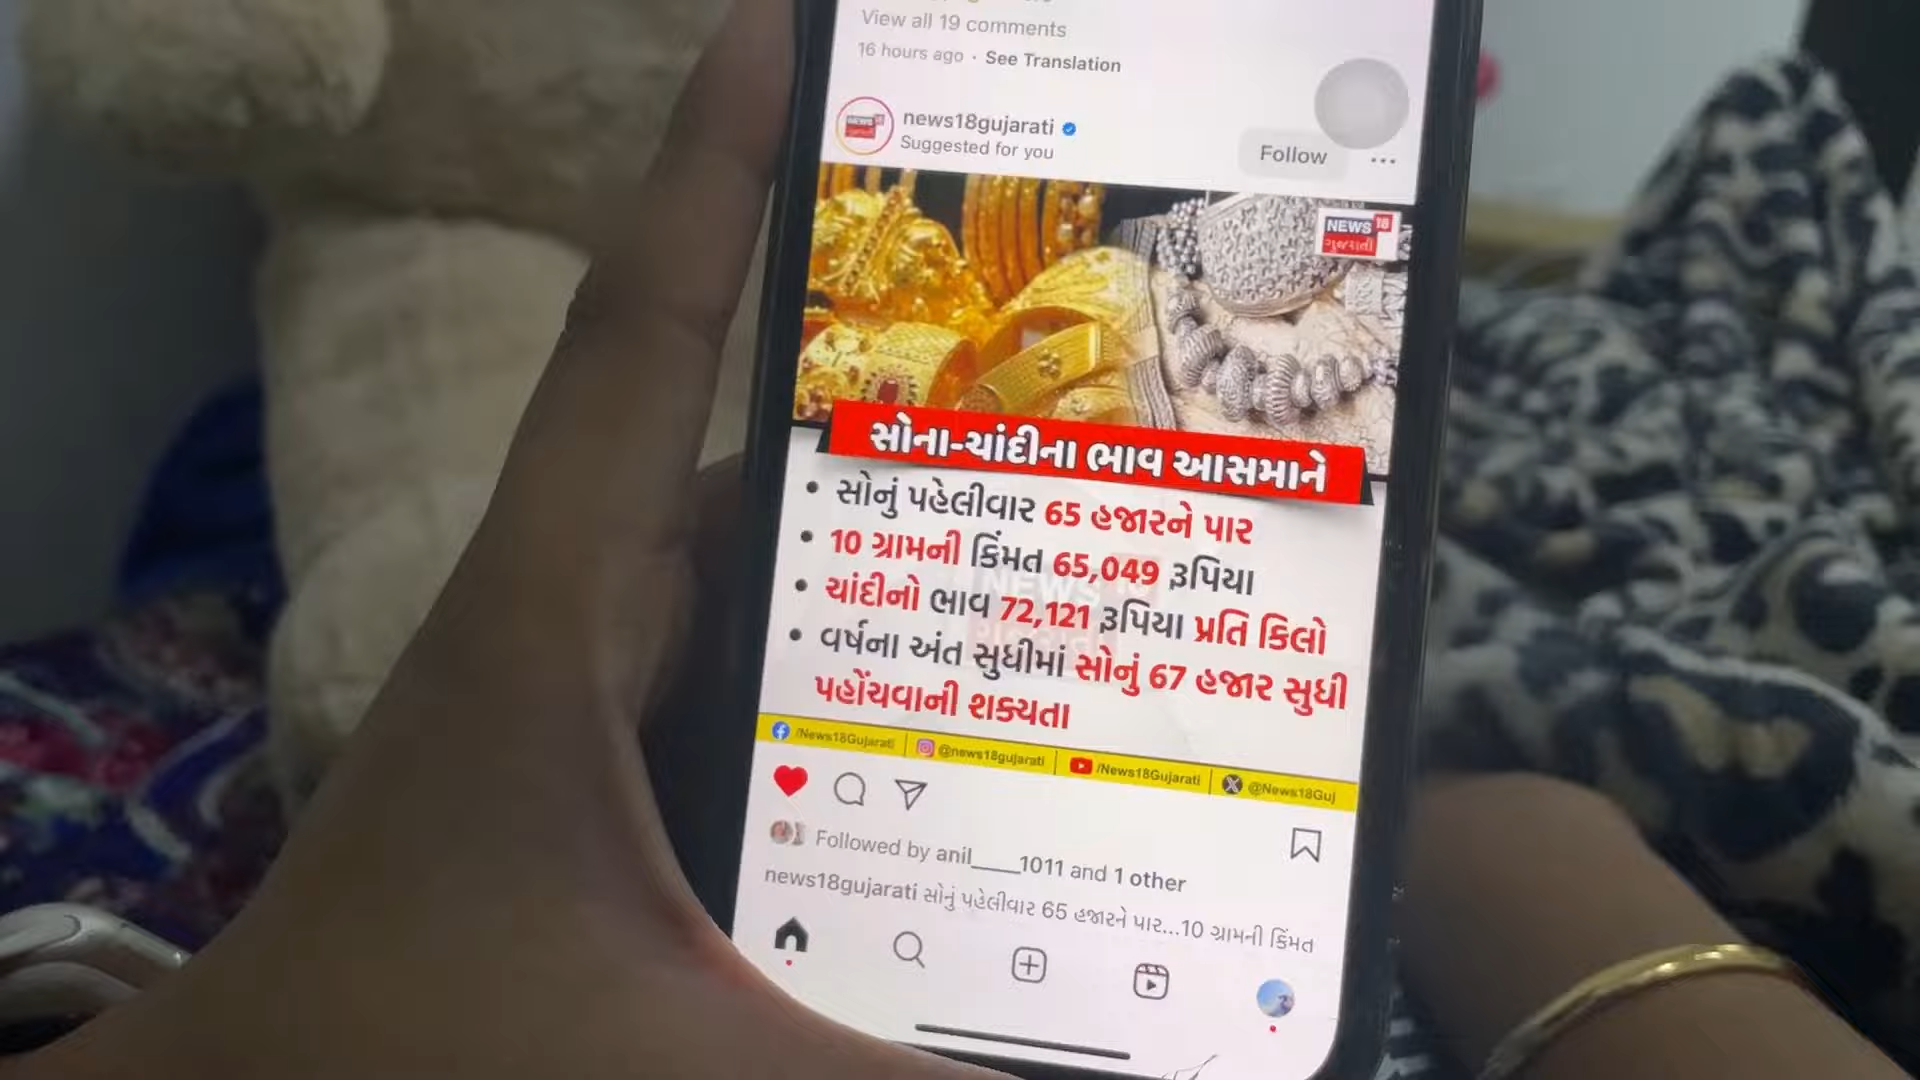 View all 19 comments
16 hours ago · See Translation
news18gujarati
Suggested for you
Follow
NEWS 18
ગુજરાતી
સોના-ચાંદીના ભાવ આસમાને
• સોનું પહેલીવાર 65 હજારને પાર
• 10 ગ્રામની કિંમત 65,049 રૂપિયા
• ચાંદીનો ભાવ 72,121 રૂપિયા પ્રતિ કિલો
• વર્ષના અંત સુધીમાં સોનું 67 હજાર સુધી
પહોંચવાની શક્યતા
/News18Gujarati @news18gujarati /News18Gujarati @News18Guj
Followed by anil____1011 and 1 other
news18gujarati સોનું પહેલીવાર 65 હજારને પાર...10 ગ્રામની કિંમત